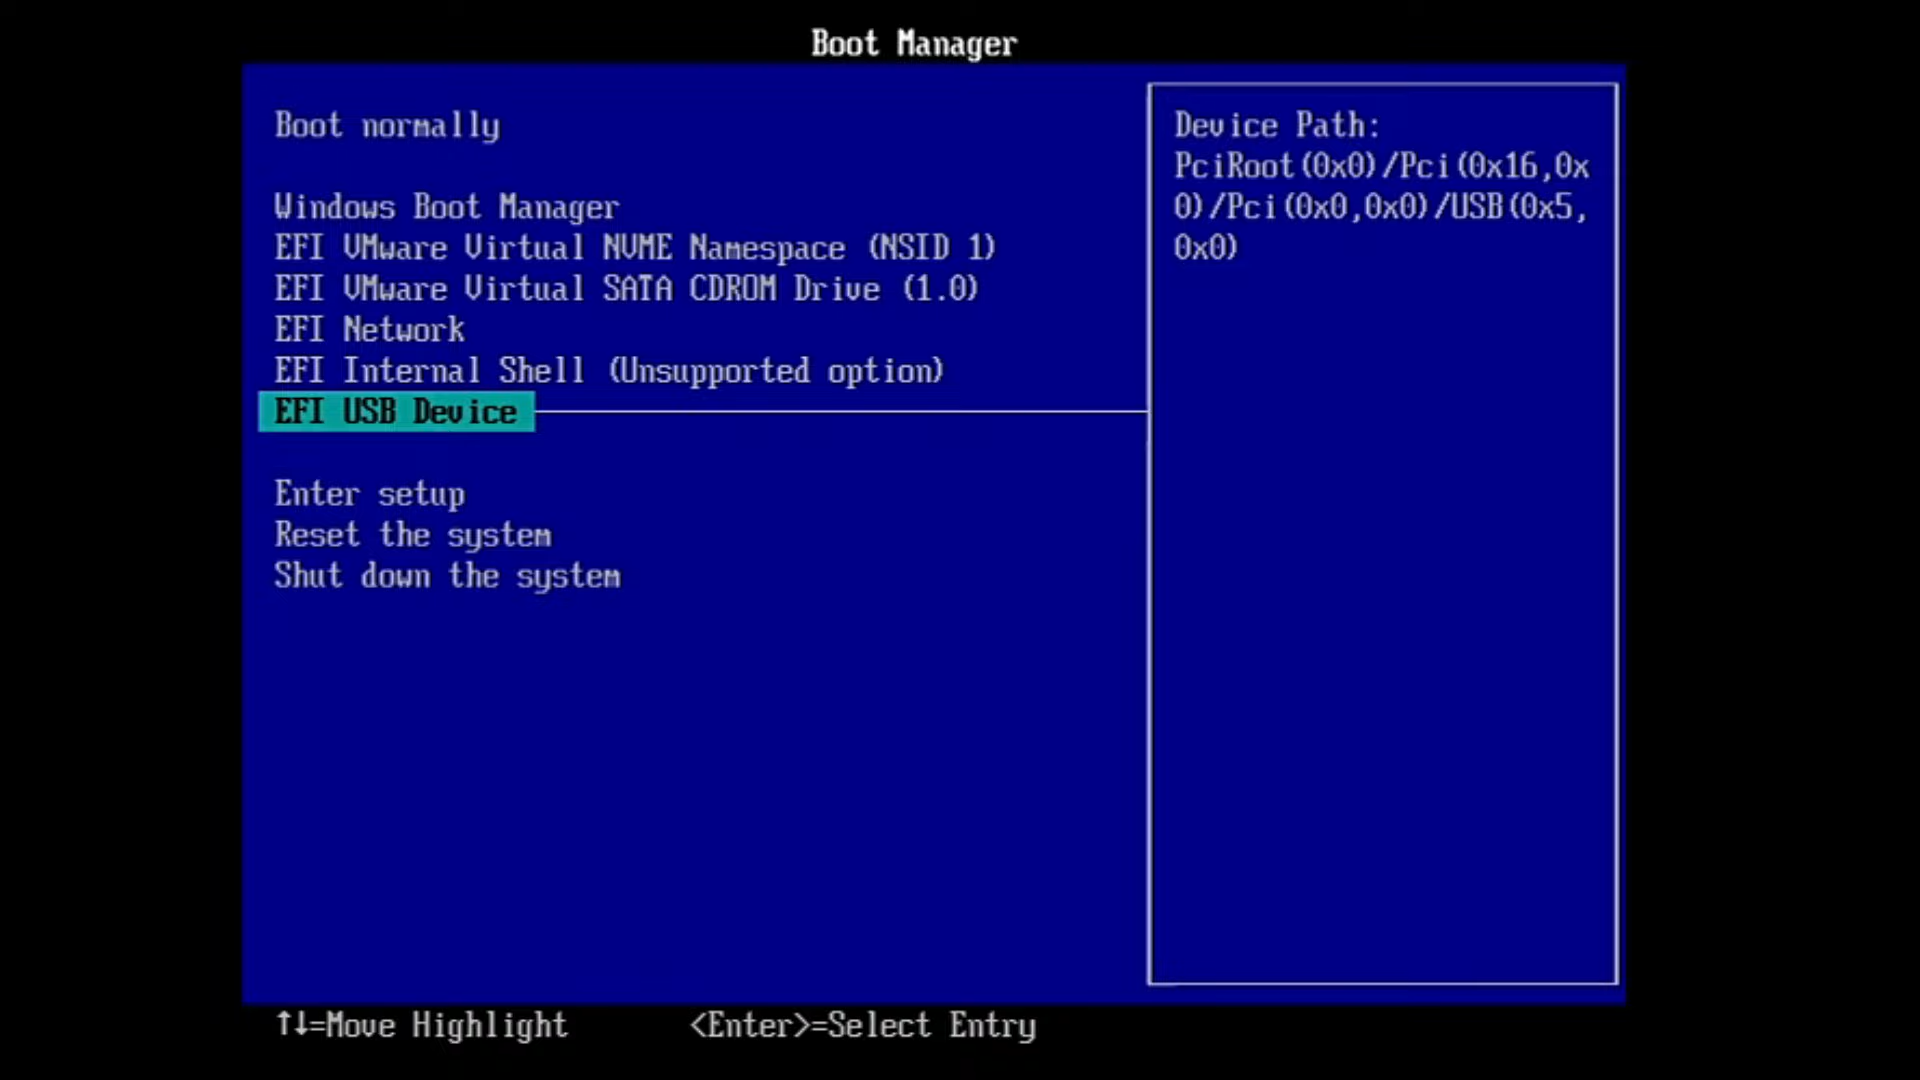 Boot Manager
Boot normally
Windows Boot Manager
EFI VMware Virtual NVME Namespace (NSID 1)
EFI VMware Virtual SATA CDROM Drive (1.0)
EFI Network
EFI Internal Shell (Unsupported option)
EFI USB Device
Enter setup
Reset the system
Shut down the system
Device Path:
PciRoot(0x0)/Pci(0x16,0x
0)/Pci(0x0,0x0)/USB(0x5,
0x0)
↑↓=Move Highlight
<Enter>=Select Entry